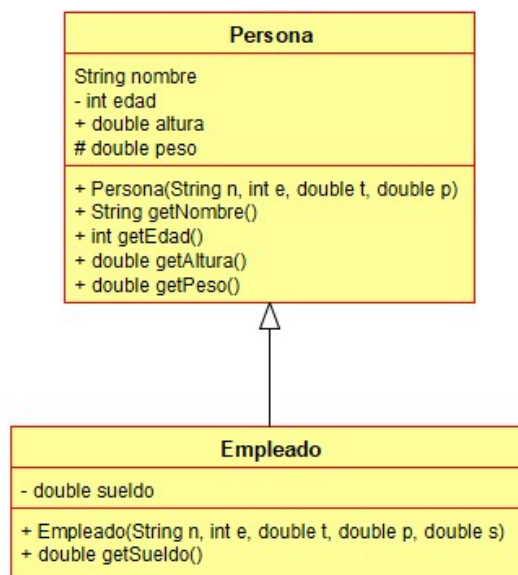 Persona
String nombre
- int edad
+ double altura
# double peso
+ Persona(String n, int e, double t, double p)
+ String getNombre()
+ int getEdad()
+ double getAltura()
+ double getPeso()
Empleado
- double sueldo
+ Empleado(String n, int e, double t, double p, double s)
+ double getSueldo()